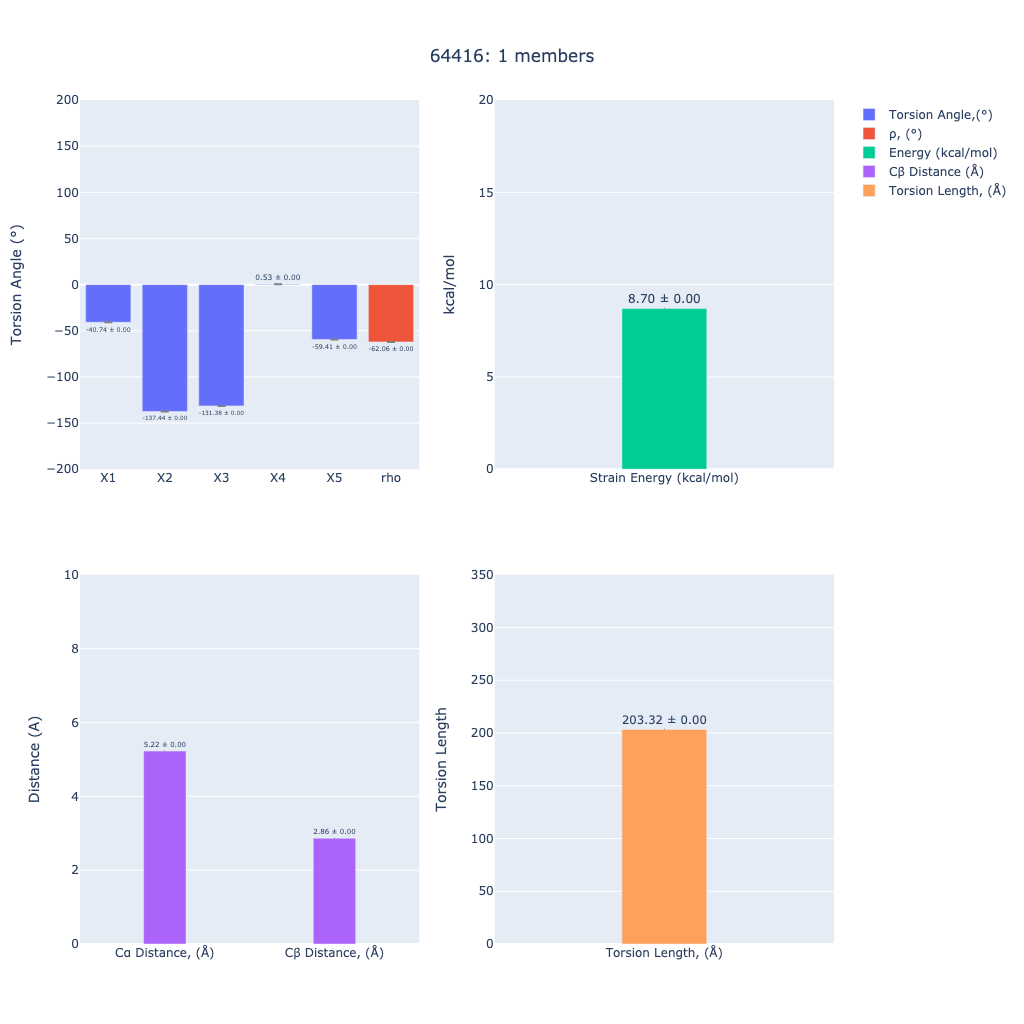 64416: 1 members
Torsion Angle (°)
200
150
100
50
0
−50
−100
−150
−200
-40.74 ± 0.00
-137.44 ± 0.00
-131.38 ± 0.00
0.53 ± 0.00
-59.41 ± 0.00
-62.06 ± 0.00
X1 X2 X3 X4 X5 rho
kcal/mol
20
15
10
5
0
8.70 ± 0.00
Strain Energy (kcal/mol)
Torsion Angle,(°)
ρ, (°)
Energy (kcal/mol)
Cβ Distance (Å)
Torsion Length, (Å)
Distance (A)
10
8
6
4
2
0
5.22 ± 0.00
2.86 ± 0.00
Cα Distance, (Å) Cβ Distance, (Å)
Torsion Length
350
300
250
200
150
100
50
0
203.32 ± 0.00
Torsion Length, (Å)